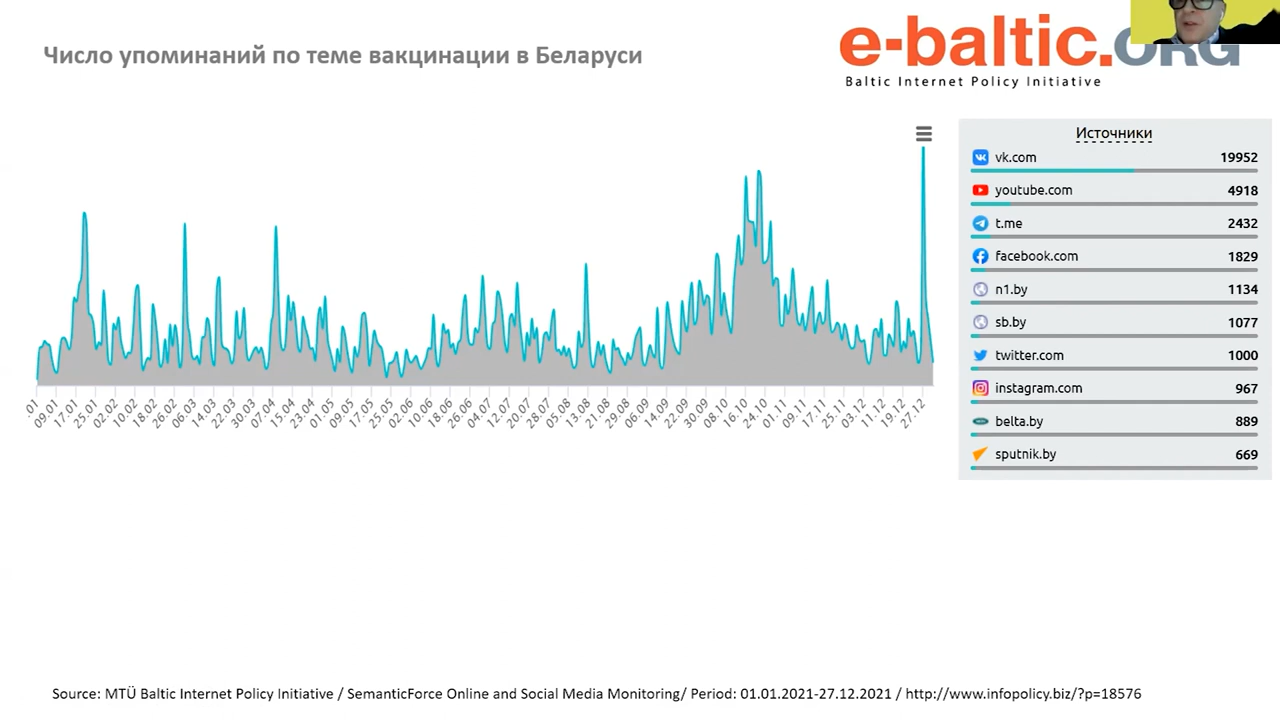 Число упоминаний по теме вакцинации в Беларуси
e-baltic.ORG
Baltic Internet Policy Initiative
Источники
vk.com 19952
youtube.com 4918
t.me 2432
facebook.com 1829
n1.by 1134
sb.by 1077
twitter.com 1000
instagram.com 967
belta.by 889
sputnik.by 669
.01 09.01 17.01 25.01 02.02 10.02 18.02 26.02 06.03 14.03 22.03 30.03 07.04 15.04 23.04 01.05 09.05 17.05 25.05 02.06 10.06 18.06 26.06 04.07 12.07 20.07 28.07 05.08 13.08 21.08 29.08 06.09 14.09 22.09 30.09 08.10 16.10 24.10 01.11 09.11 17.11 25.11 03.12 11.12 19.12 27.12
Source: MTÜ Baltic Internet Policy Initiative / SemanticForce Online and Social Media Monitoring/ Period: 01.01.2021-27.12.2021 / http://www.infopolicy.biz/?p=18576